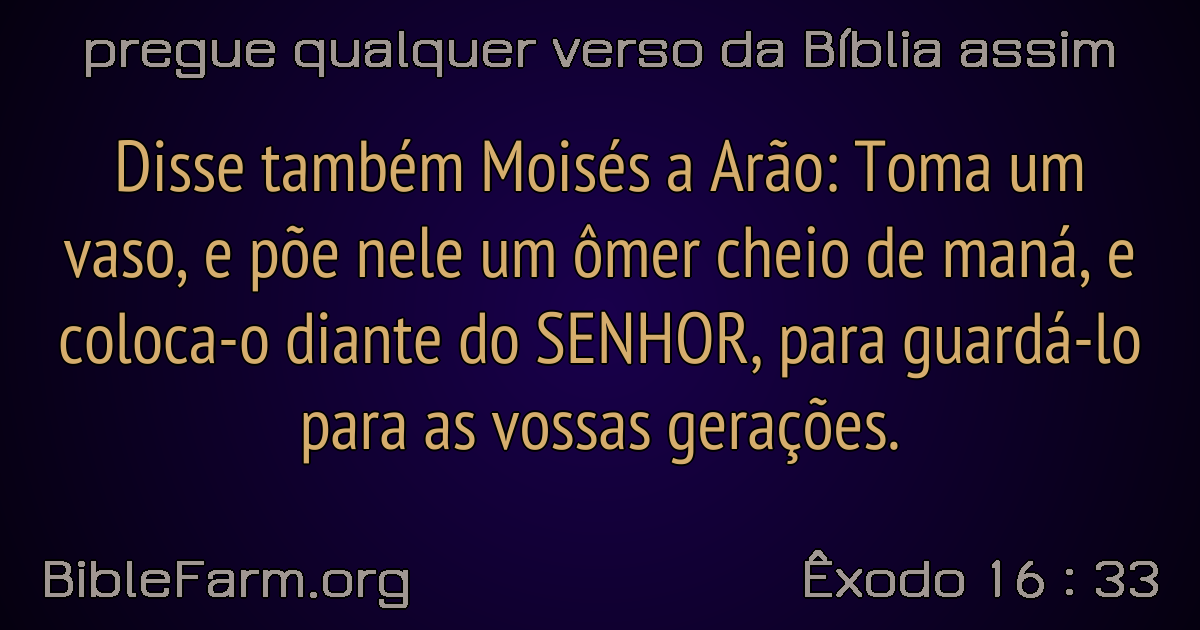 pregue qualquer verso da Bíblia assim
Disse também Moisés a Arão: Toma um
vaso, e põe nele um ômer cheio de maná, e
coloca-o diante do SENHOR, para guardá-lo
para as vossas gerações.
BibleFarm.org
Êxodo 16 : 33